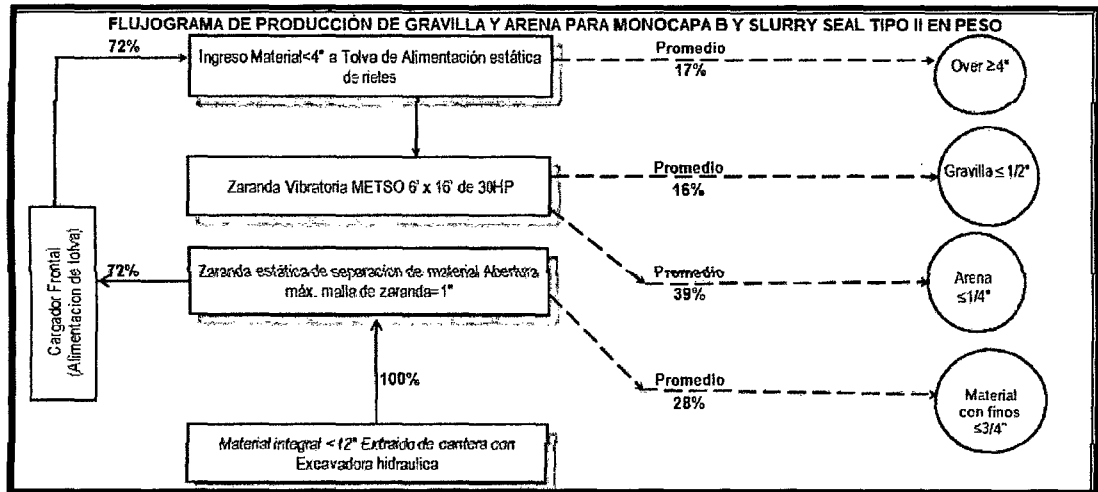 FLUJOGRAMA DE PRODUCCIÓN DE GRAVILLA Y ARENA PARA MONOCAPA B Y SLURRY SEAL TIPO II EN PESO
72%
Ingreso Material<4" a Tolva de Alimentación estática
de rieles
Promedio
17%
Over ≥4"
Zaranda Vibratoria METSO 6' x 16' de 30HP
Promedio
16%
Gravilla ≤ 1/2"
Cargador Frontal
(Alimentacion de tolva)
72%
Zaranda estática de separacion de material Abertura
máx. malla de zaranda=1"
Promedio
39%
Arena
≤1/4"
100%
Promedio
28%
Material
con finos
≤3/4"
Material integral <12" Extraído de cantera con
Excavadora hidraulica